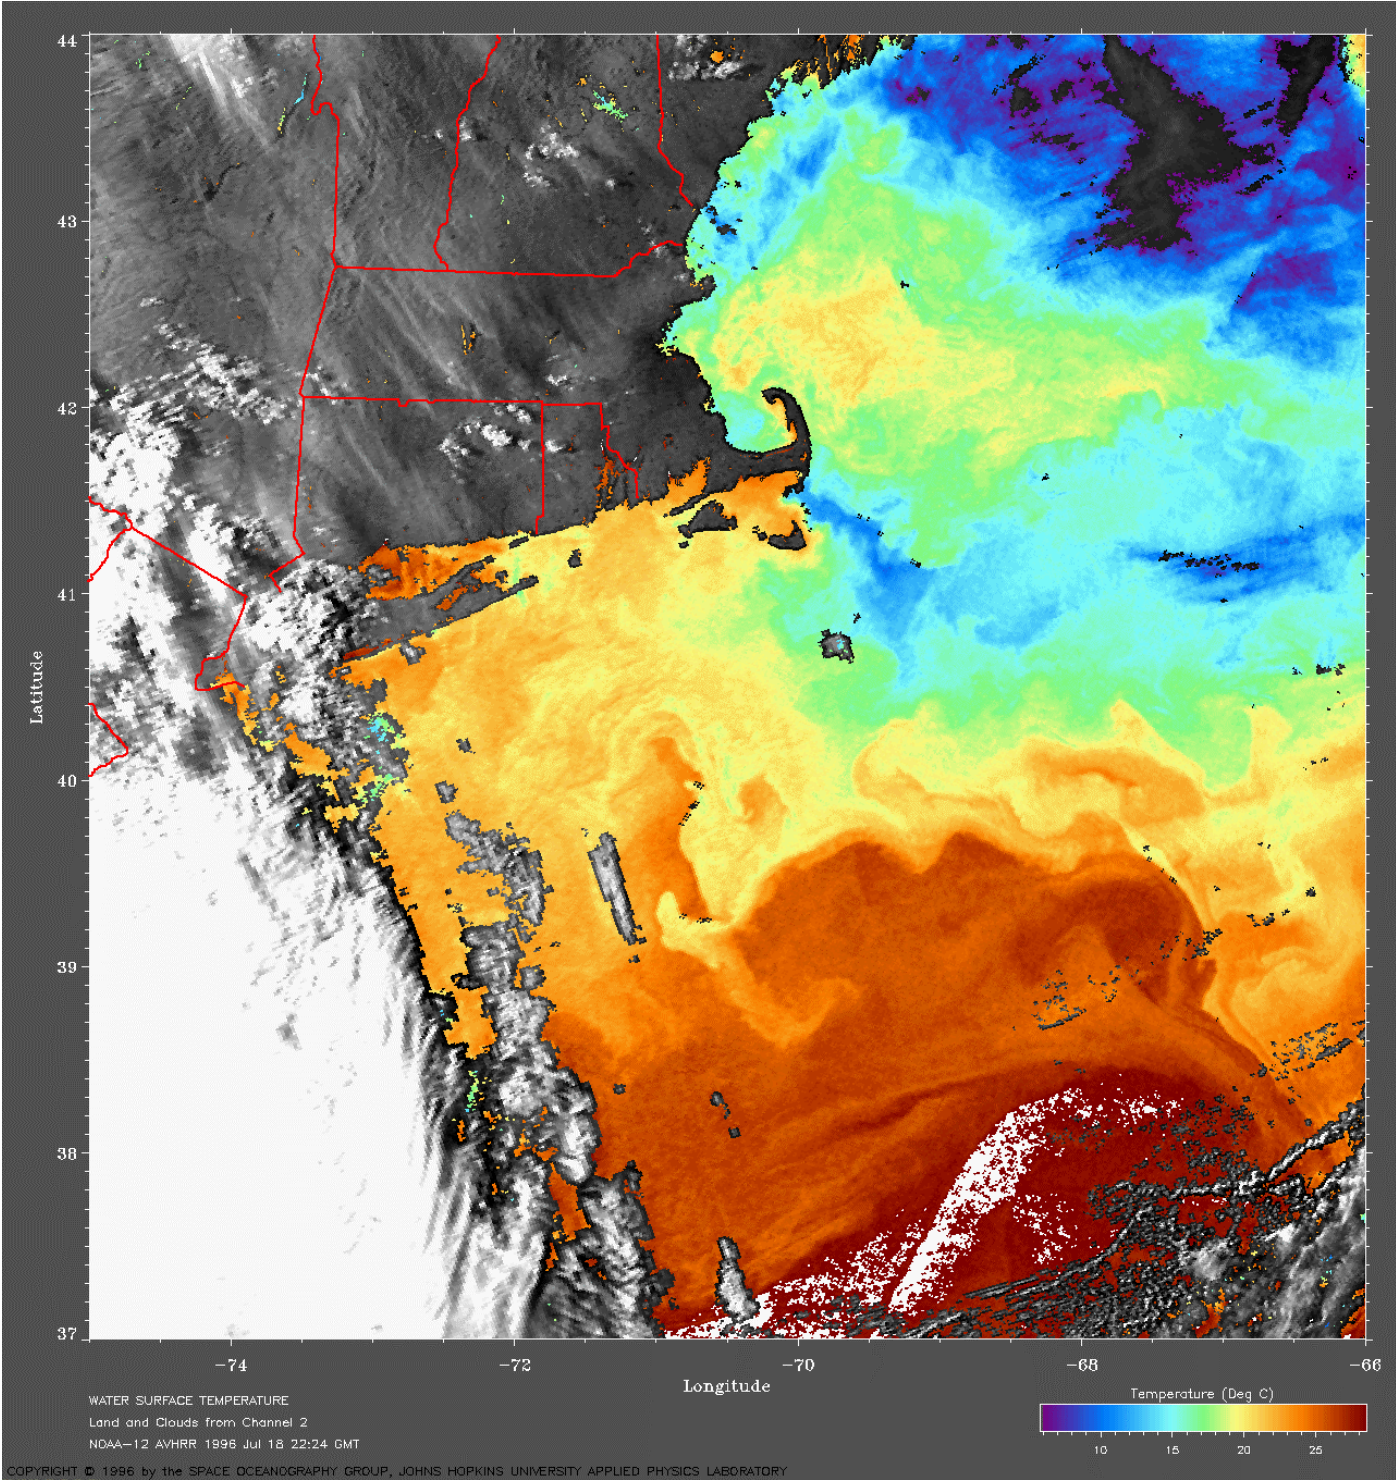 44
43
42
41
40
39
38
37
Latitude
-74 -72 -70 -68 -66
Longitude
WATER SURFACE TEMPERATURE
Land and Clouds from Channel 2
NOAA-12 AVHRR 1996 Jul 18 22:24 GMT
Temperature (Deg C)
10 15 20 25
COPYRIGHT © 1996 by the SPACE OCEANOGRAPHY GROUP, JOHNS HOPKINS UNIVERSITY APPLIED PHYSICS LABORATORY